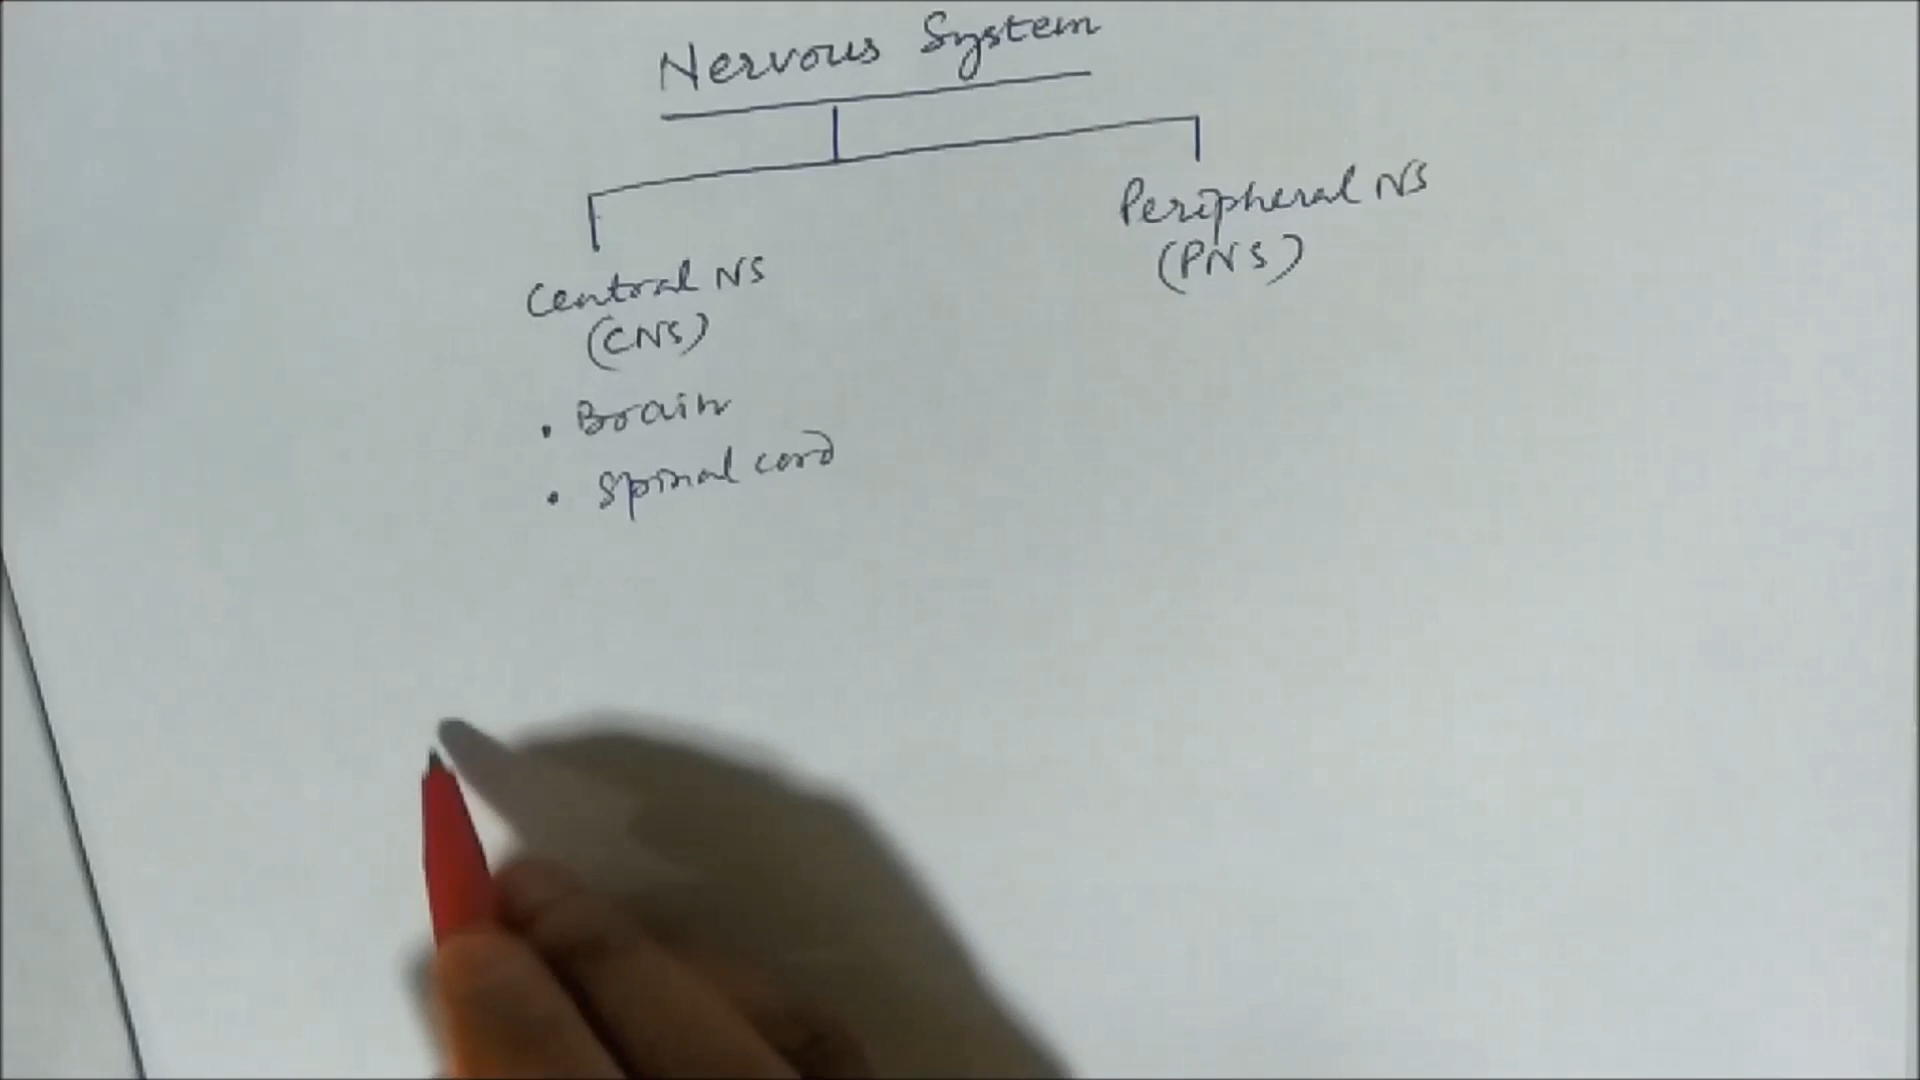 Nervous System
Central NS
(CNS)
• Brain
• Spinal cord
Peripheral NS
(PNS)